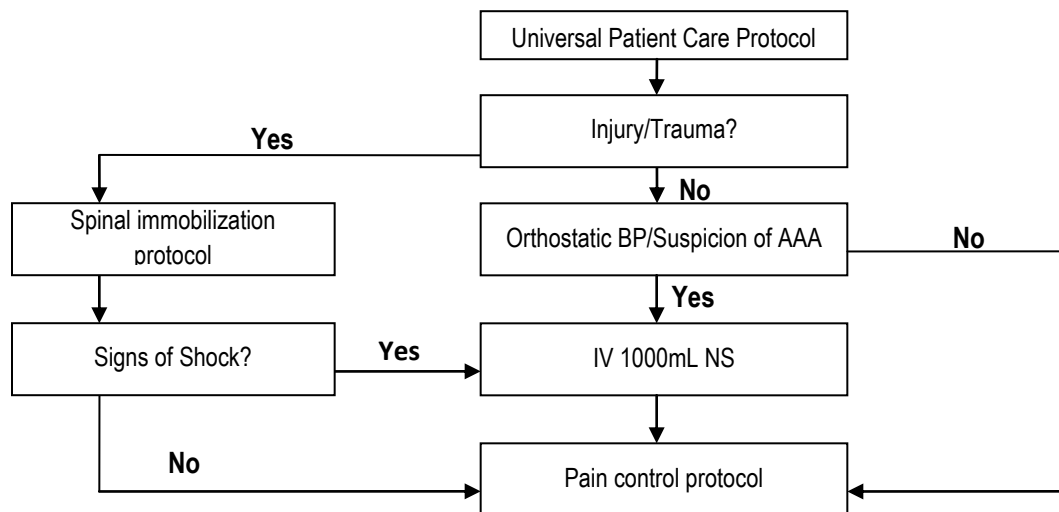 Universal Patient Care Protocol
Injury/Trauma?
Yes
No
Spinal immobilization
protocol
Orthostatic BP/Suspicion of AAA
No
Yes
Signs of Shock?
Yes
IV 1000mL NS
No
Pain control protocol